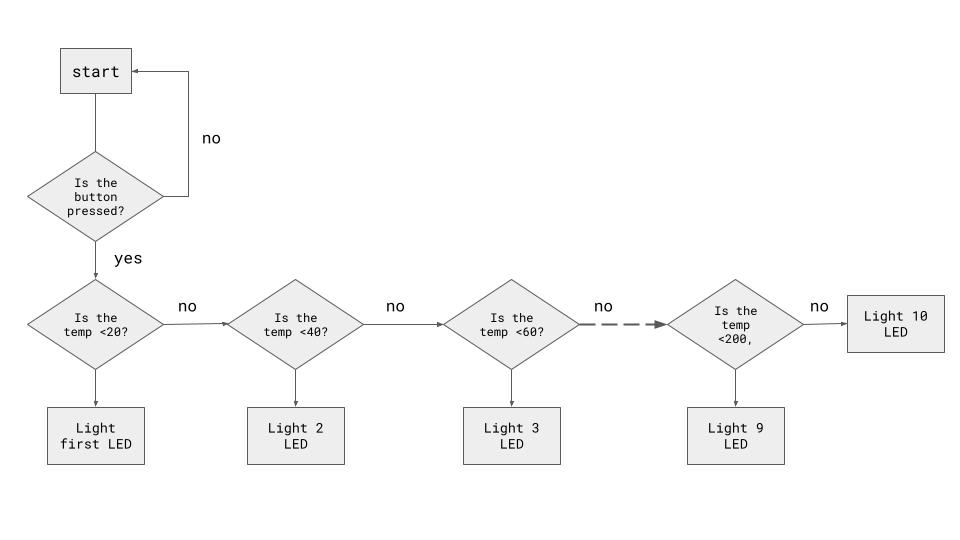 start
no
Is the
button
pressed?
yes
Is the
temp <20?
no
Is the
temp <40?
no
Is the
temp <60?
no
Is the
temp
<200,
no
Light 10
LED
Light
first LED
Light 2
LED
Light 3
LED
Light 9
LED